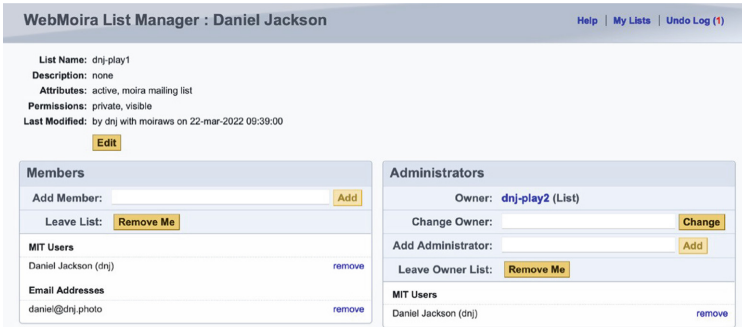 WebMoira List Manager : Daniel Jackson
Help | My Lists | Undo Log (1)
List Name: dnj-play1
Description: none
Attributes: active, moira mailing list
Permissions: private, visible
Last Modified: by dnj with moiraws on 22-mar-2022 09:39:00
Edit
Members
Add Member: Add
Leave List: Remove Me
MIT Users
Daniel Jackson (dnj) remove
Email Addresses
daniel@dnj.photo remove
Administrators
Owner: dnj-play2 (List)
Change Owner: Change
Add Administrator: Add
Leave Owner List: Remove Me
MIT Users
Daniel Jackson (dnj) remove